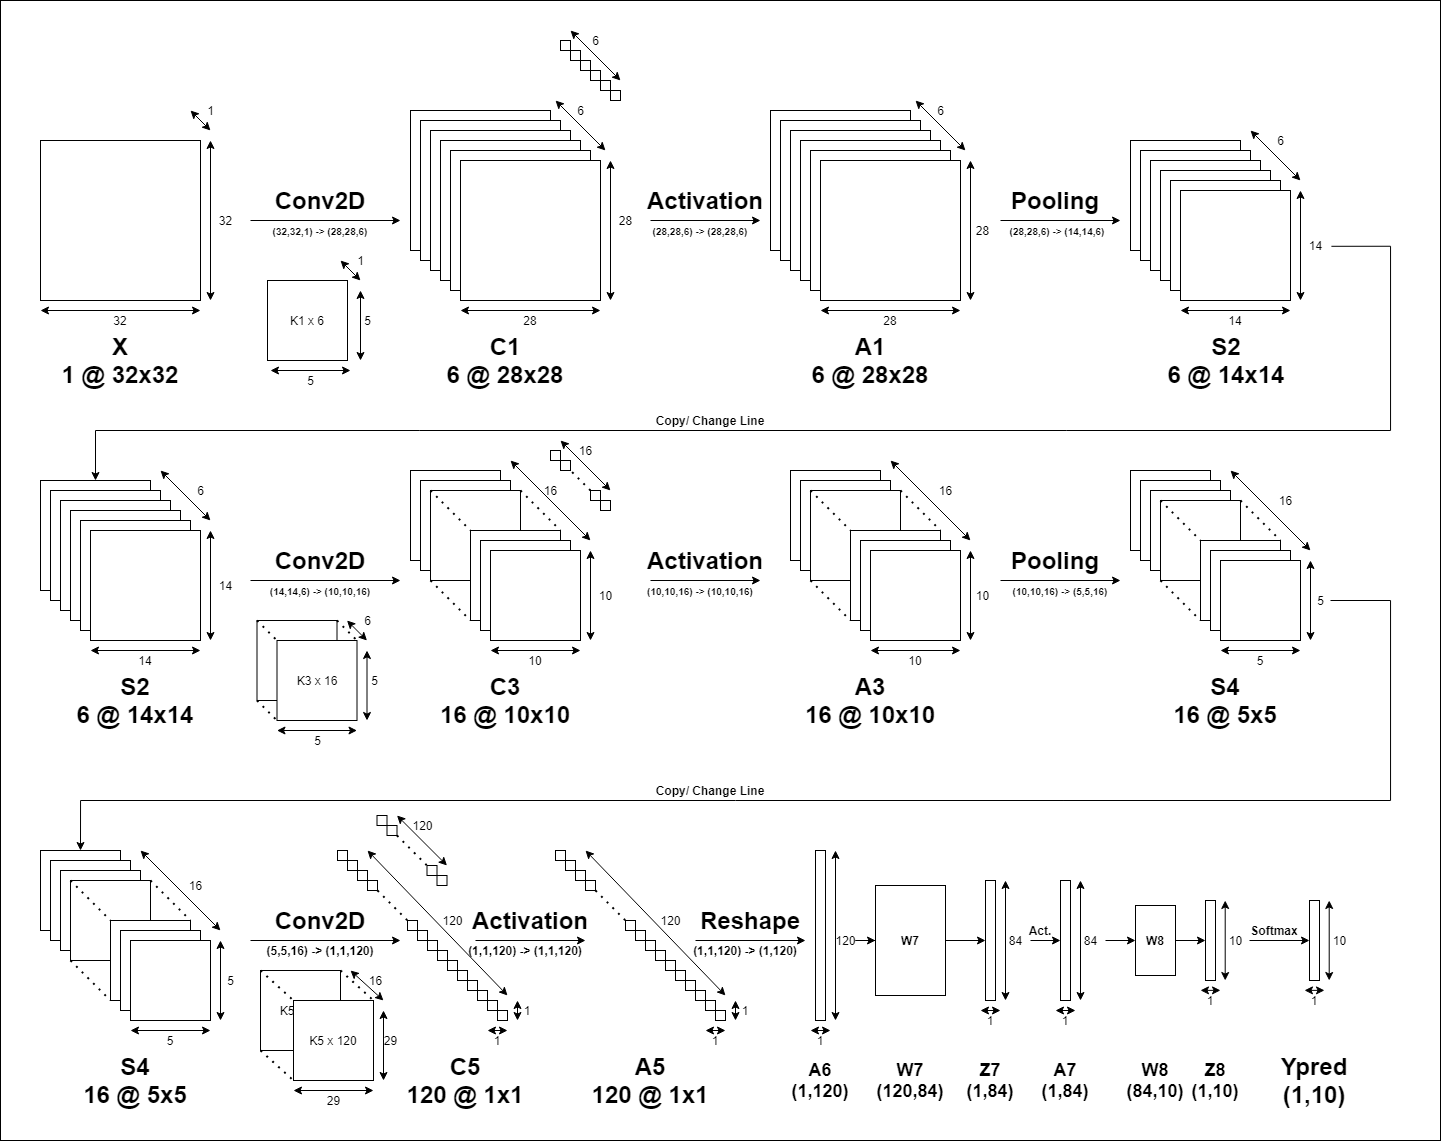 6
1
6
6
6
Conv2D
(32,32,1) -> (28,28,6)
Activation
(28,28,6) -> (28,28,6)
Pooling
(28,28,6) -> (14,14,6)
32
28
28
14
1
K1 x 6
5
5
32
28
28
14
X
1 @ 32x32
C1
6 @ 28x28
A1
6 @ 28x28
S2
6 @ 14x14
Copy/ Change Line
16
6
16
16
16
Conv2D
(14,14,6) -> (10,10,16)
Activation
(10,10,16) -> (10,10,16)
Pooling
(10,10,16) -> (5,5,16)
14
10
10
5
6
K3 x 16
5
5
14
10
10
5
S2
6 @ 14x14
C3
16 @ 10x10
A3
16 @ 10x10
S4
16 @ 5x5
Copy/ Change Line
120
16
120
120
Conv2D
(5,5,16) -> (1,1,120)
Activation
(1,1,120) -> (1,1,120)
Reshape
(1,1,120) -> (1,120)
120
W7
84
Act.
84
W8
10
Softmax
10
5
16
K5
K5 x 120
29
29
5
1
1
1
1
1
1
1
1
1
S4
16 @ 5x5
C5
120 @ 1x1
A5
120 @ 1x1
A6
(1,120)
W7
(120,84)
Z7
(1,84)
A7
(1,84)
W8
(84,10)
Z8
(1,10)
Ypred
(1,10)